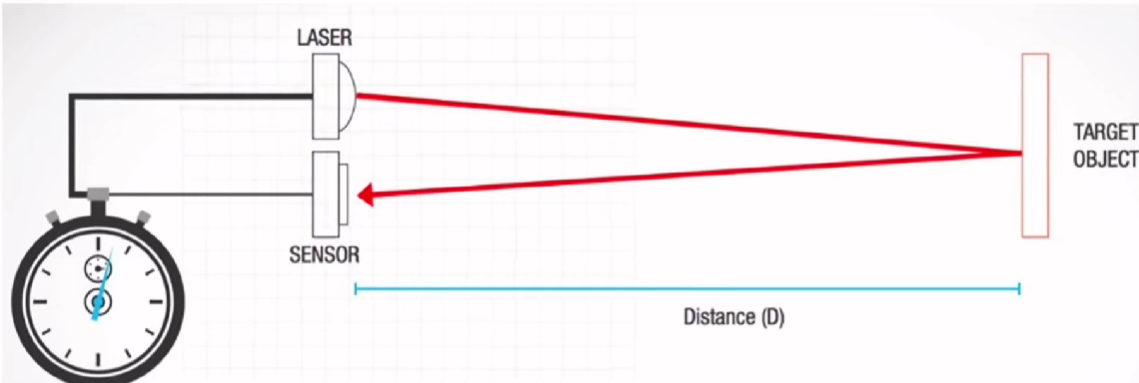 LASER
TARGET
OBJECT
SENSOR
Distance (D)